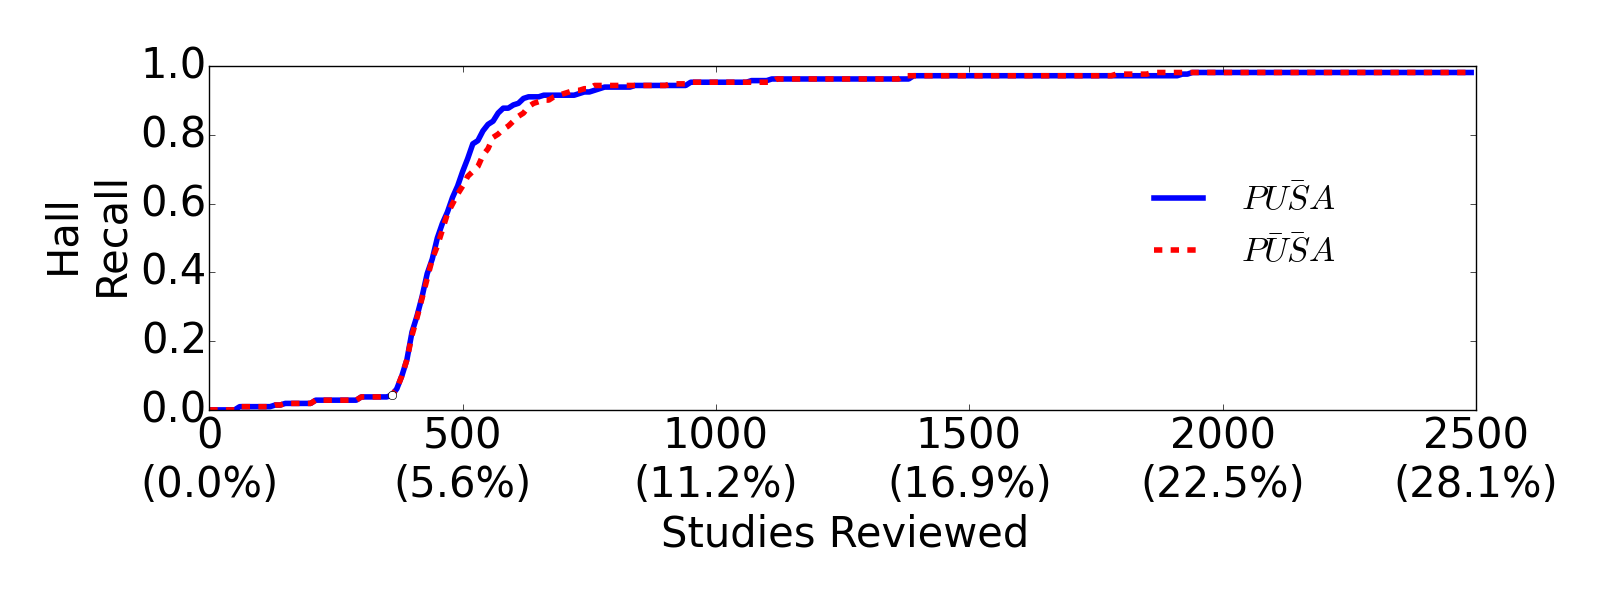 Hall
Recall
1.0
0.8
0.6
0.4
0.2
0.0
PUS̄A
PŪS̄A
0 500 1000 1500 2000 2500
(0.0%) (5.6%) (11.2%) (16.9%) (22.5%) (28.1%)
Studies Reviewed